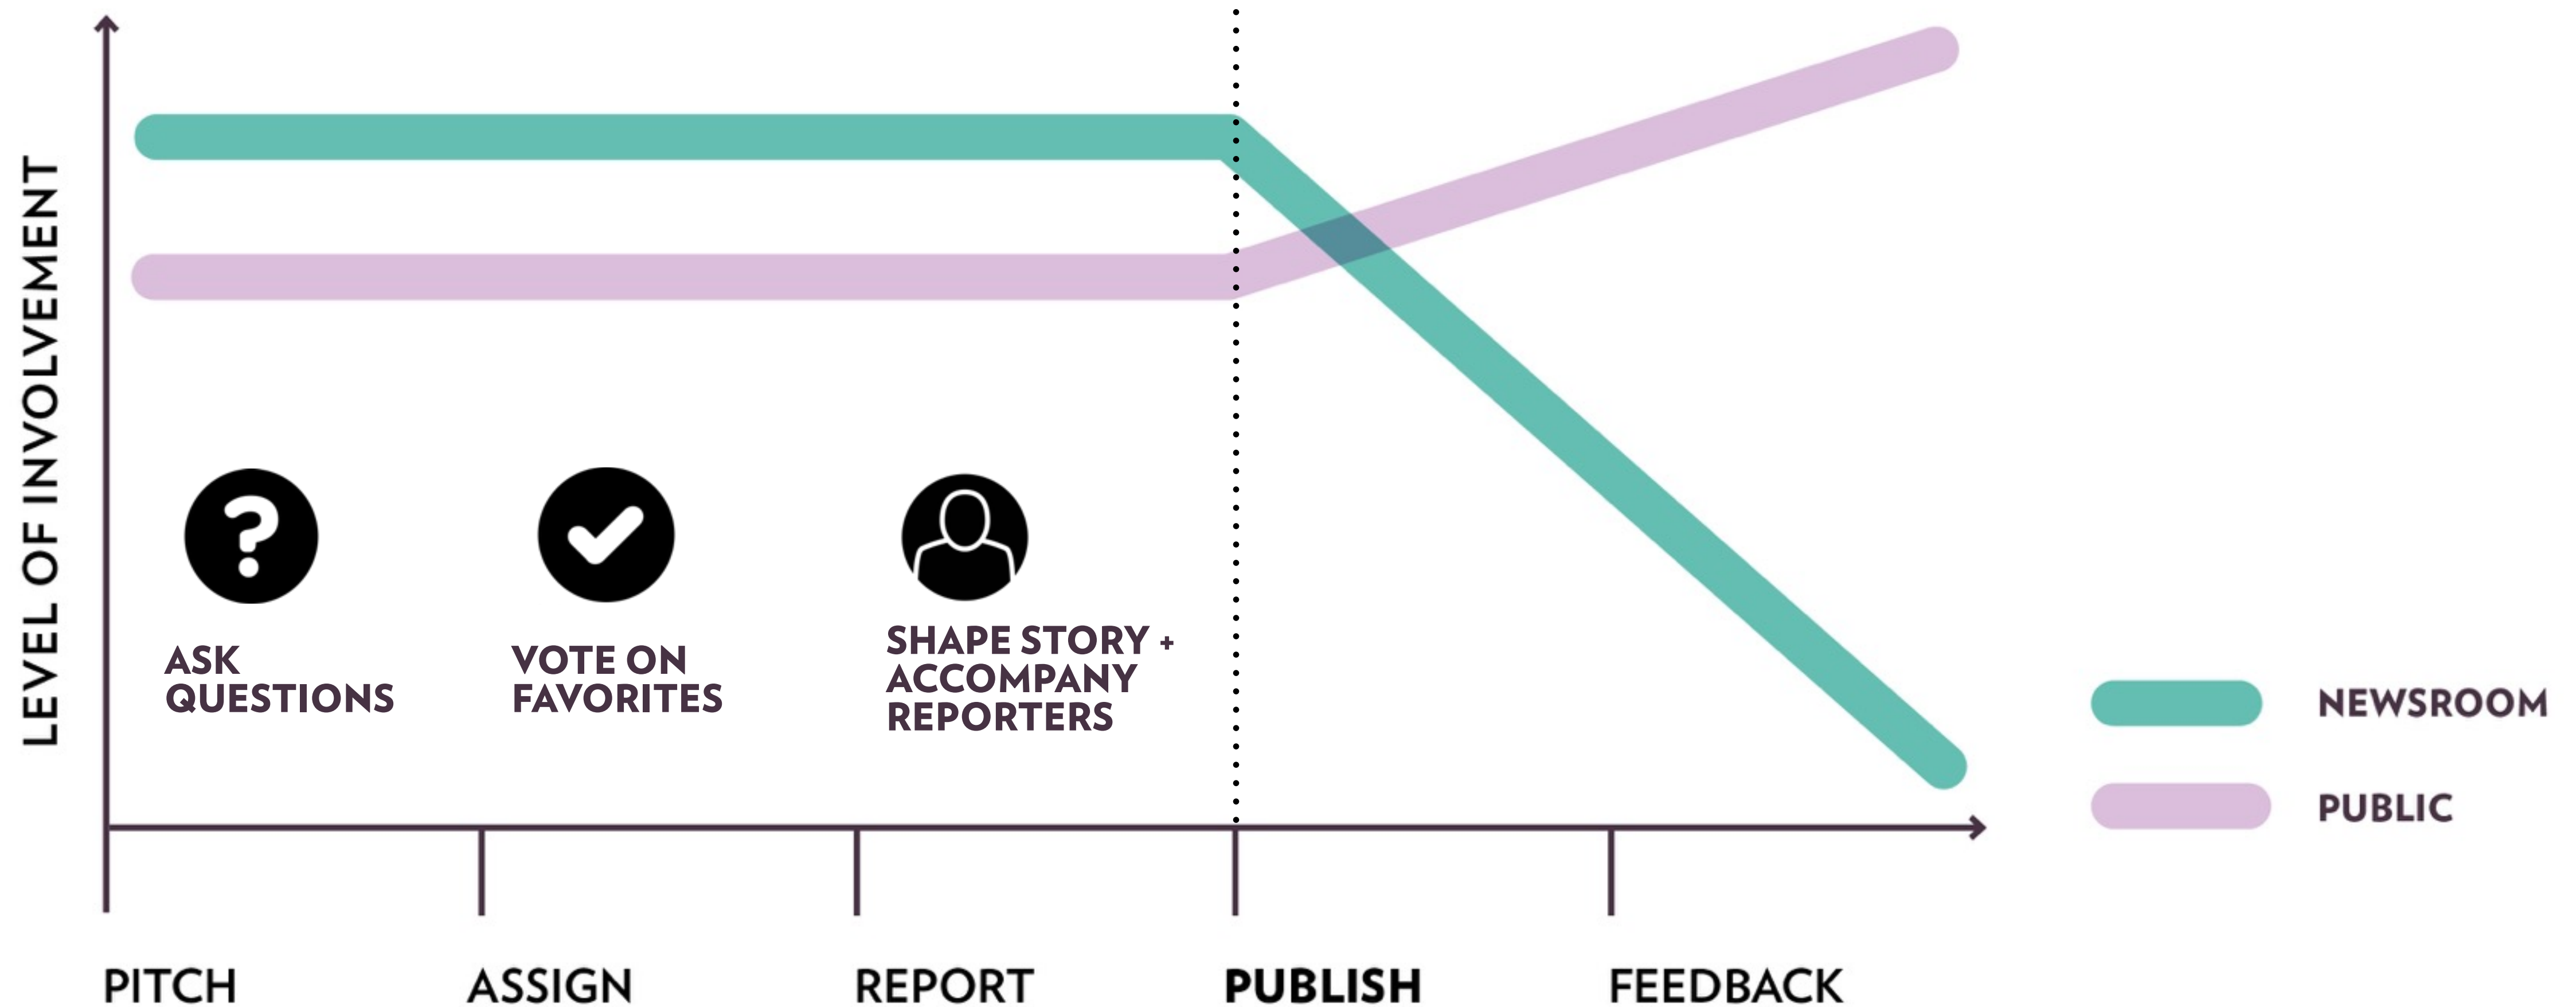 LEVEL OF INVOLVEMENT
ASK
QUESTIONS
VOTE ON
FAVORITES
SHAPE STORY +
ACCOMPANY
REPORTERS
NEWSROOM
PUBLIC
PITCH
ASSIGN
REPORT
PUBLISH
FEEDBACK